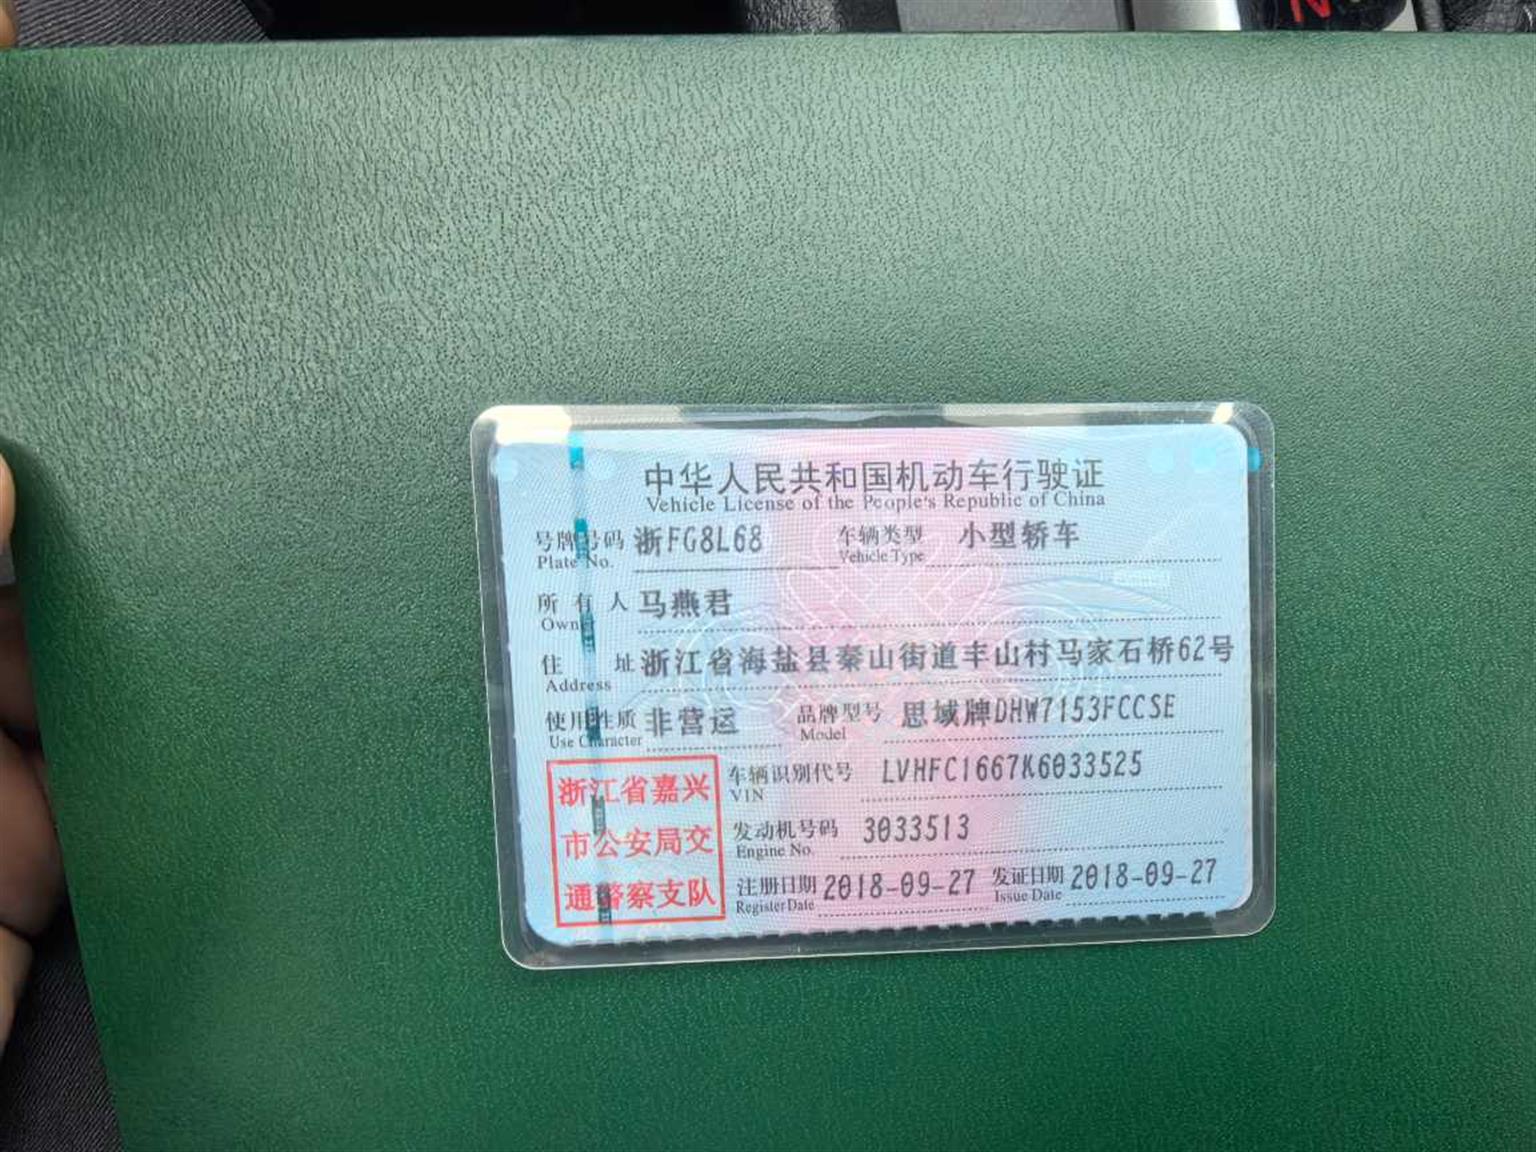 中华人民共和国机动车行驶证
Vehicle License of the People's Republic of China
号牌号码 浙FG8L68 车辆类型 小型轿车
Plate No. Vehicle Type
所有人 马燕君
Owner
住址 浙江省海盐县秦山街道丰山村马家石桥62号
Address
使用性质 非营运 品牌型号 思域牌DHW7153FCCSE
Use Character Model
车辆识别代号 LVHFC1667K6033525
VIN
发动机号码 3033513
Engine No.
注册日期 2018-09-27 发证日期 2018-09-27
Register Date Issue Date
浙江省嘉兴
市公安局交
通警察支队